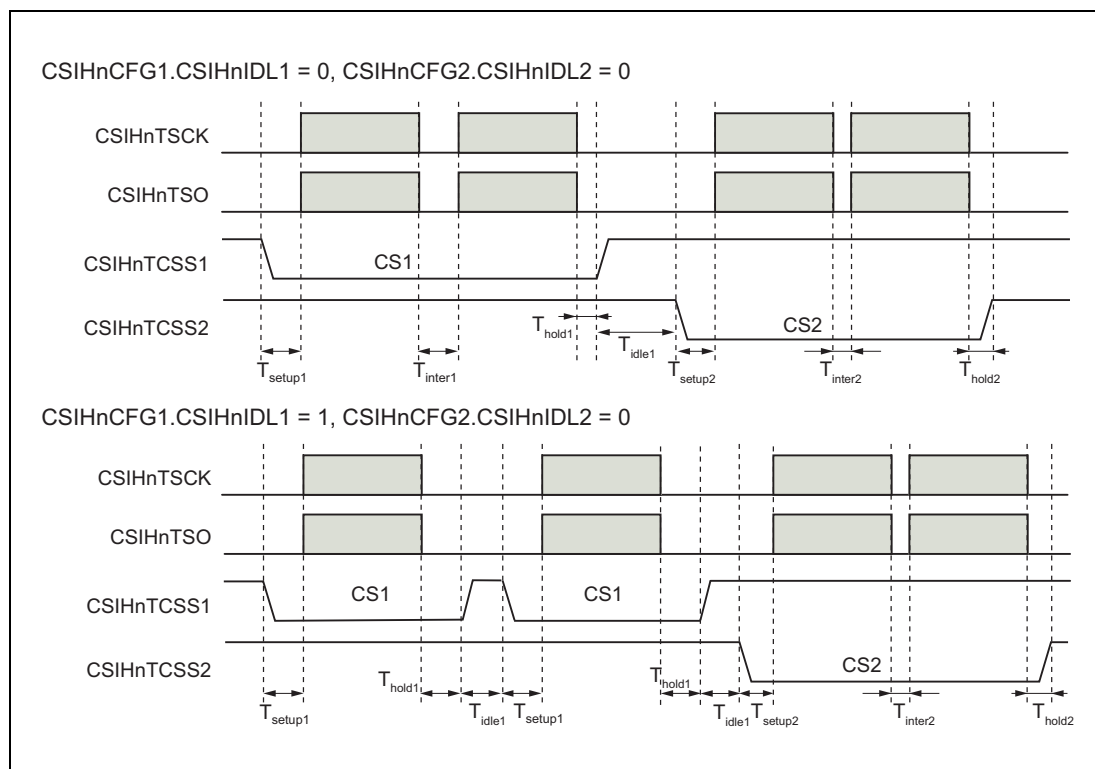 CSIHnCFG1.CSIHnIDL1 = 0, CSIHnCFG2.CSIHnIDL2 = 0
CSIHnTSCK
CSIHnTSO
CSIHnTCSS1
CS1
CSIHnTCSS2
CS2
Thold1
Tidle1
Tsetup1
Tinter1
Tsetup2
Tinter2
Thold2
CSIHnCFG1.CSIHnIDL1 = 1, CSIHnCFG2.CSIHnIDL2 = 0
CSIHnTSCK
CSIHnTSO
CSIHnTCSS1
CS1
CS1
CSIHnTCSS2
CS2
Thold1
Thold1
Tsetup1
Tidle1
Tsetup1
Tidle1
Tsetup2
Tinter2
Thold2